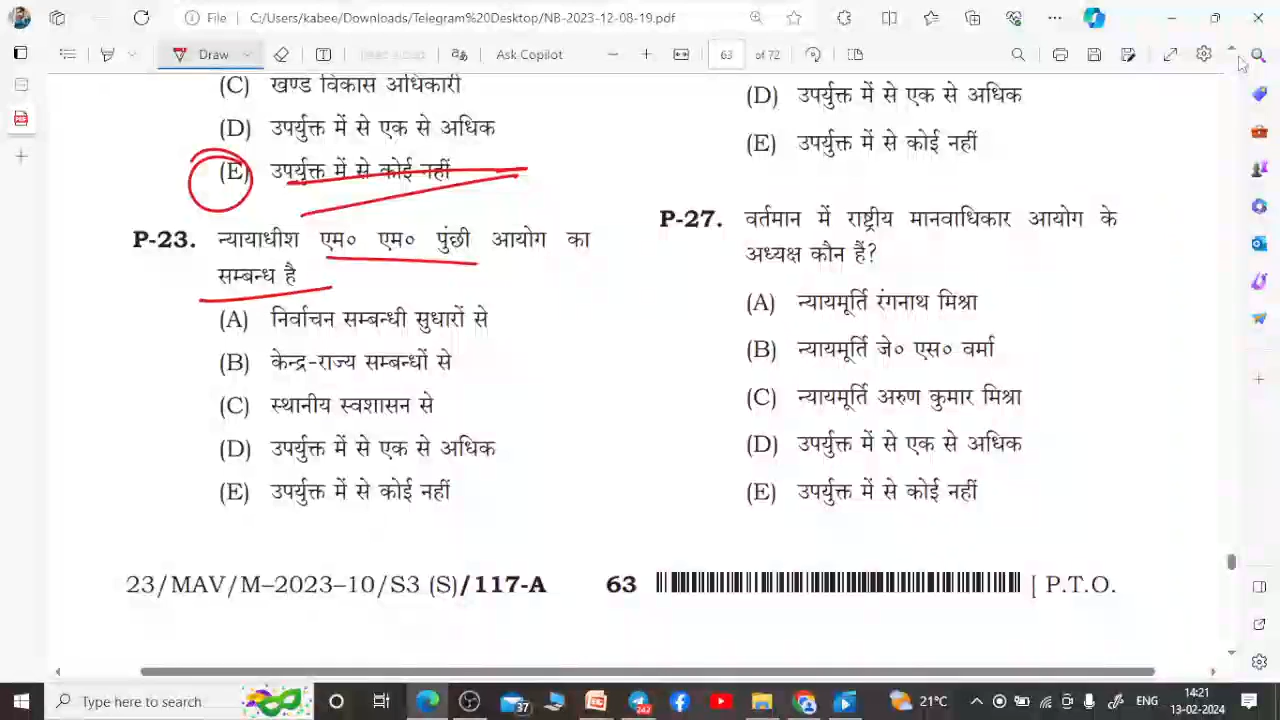 File
C:/Users/kabee/Downloads/Telegram%20Desktop/NB-2023-12-08-19.pdf
Draw
Read aloud
Ask Copilot
63 of 72
(C) खण्ड विकास अधिकारी
(D) उपर्युक्त में से एक से अधिक
(E) उपर्युक्त में से कोई नहीं
P-23. न्यायाधीश एम० एम० पुंछी आयोग का
सम्बन्ध है
(A) निर्वाचन सम्बन्धी सुधारों से
(B) केन्द्र-राज्य सम्बन्धों से
(C) स्थानीय स्वशासन से
(D) उपर्युक्त में से एक से अधिक
(E) उपर्युक्त में से कोई नहीं
(D) उपर्युक्त में से एक से अधिक
(E) उपर्युक्त में से कोई नहीं
P-27. वर्तमान में राष्ट्रीय मानवाधिकार आयोग के
अध्यक्ष कौन हैं?
(A) न्यायमूर्ति रंगनाथ मिश्रा
(B) न्यायमूर्ति जे० एस० वर्मा
(C) न्यायमूर्ति अरुण कुमार मिश्रा
(D) उपर्युक्त में से एक से अधिक
(E) उपर्युक्त में से कोई नहीं
23/MAV/M–2023–10/S3 (S)/117-A 63 [ P.T.O.
Type here to search
37
21°C
ENG
14:21
13-02-2024